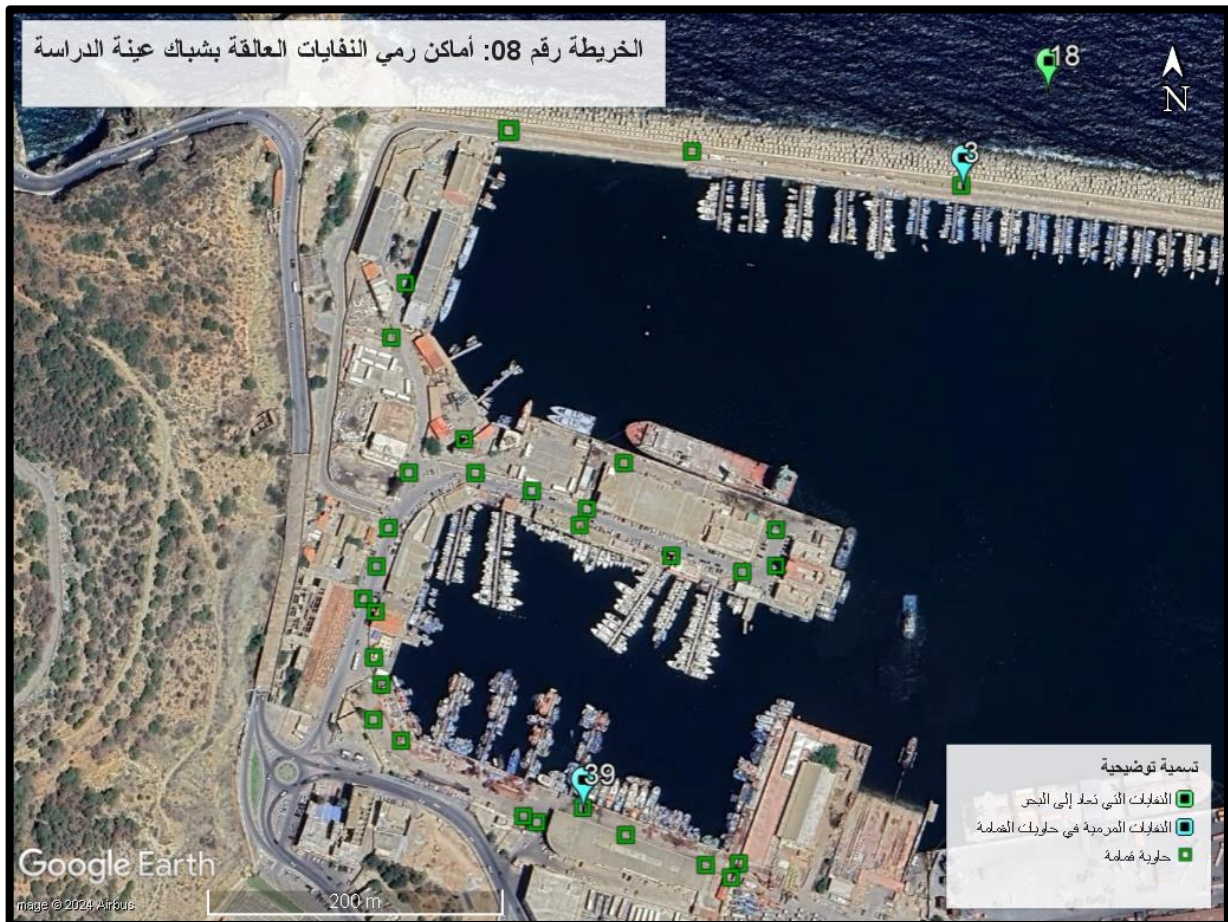 الخريطة رقم 08: أماكن رمي النفايات العالقة بشباك عينة الدراسة
18
N
3
39
تسمية توضيحية
النفايات التي تعاد إلى البحر
النفايات المرمية في حاويات القمامة
حاوية قمامة
Google Earth
mage © 2024 Airbus
200 m